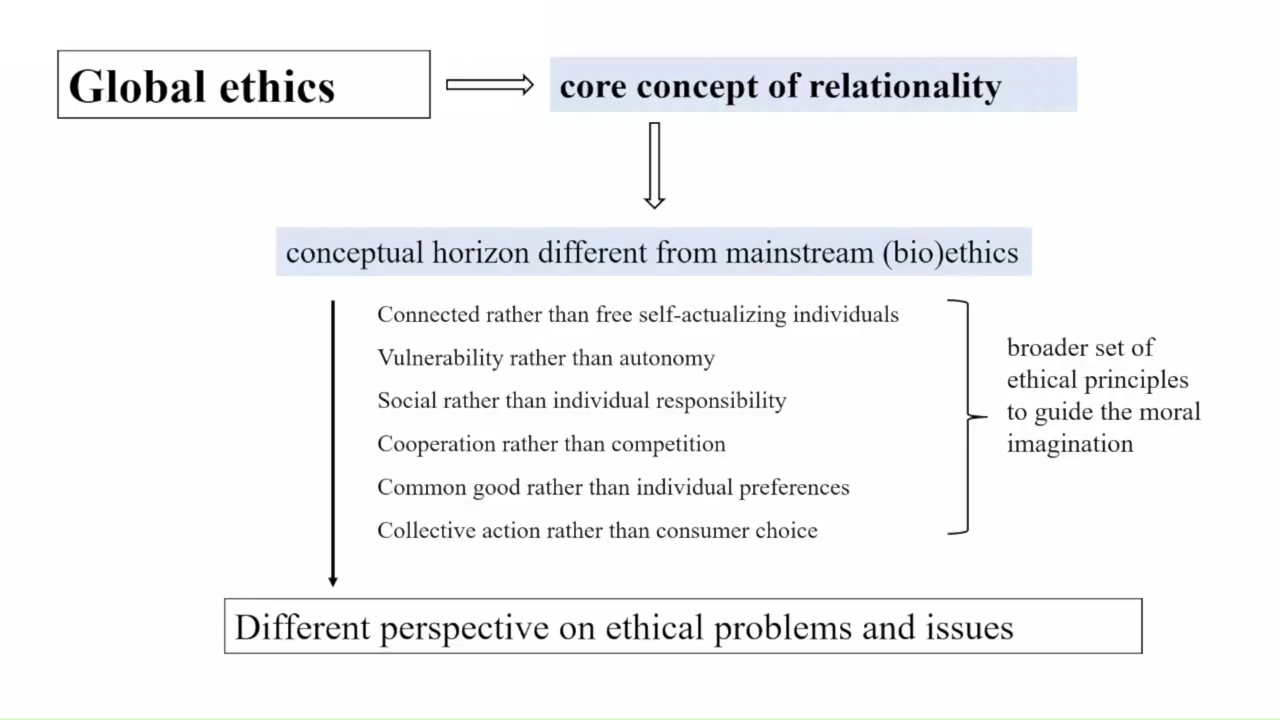 Global ethics
core concept of relationality
conceptual horizon different from mainstream (bio)ethics
Connected rather than free self-actualizing individuals
Vulnerability rather than autonomy
Social rather than individual responsibility
Cooperation rather than competition
Common good rather than individual preferences
Collective action rather than consumer choice
broader set of
ethical principles
to guide the moral
imagination
Different perspective on ethical problems and issues